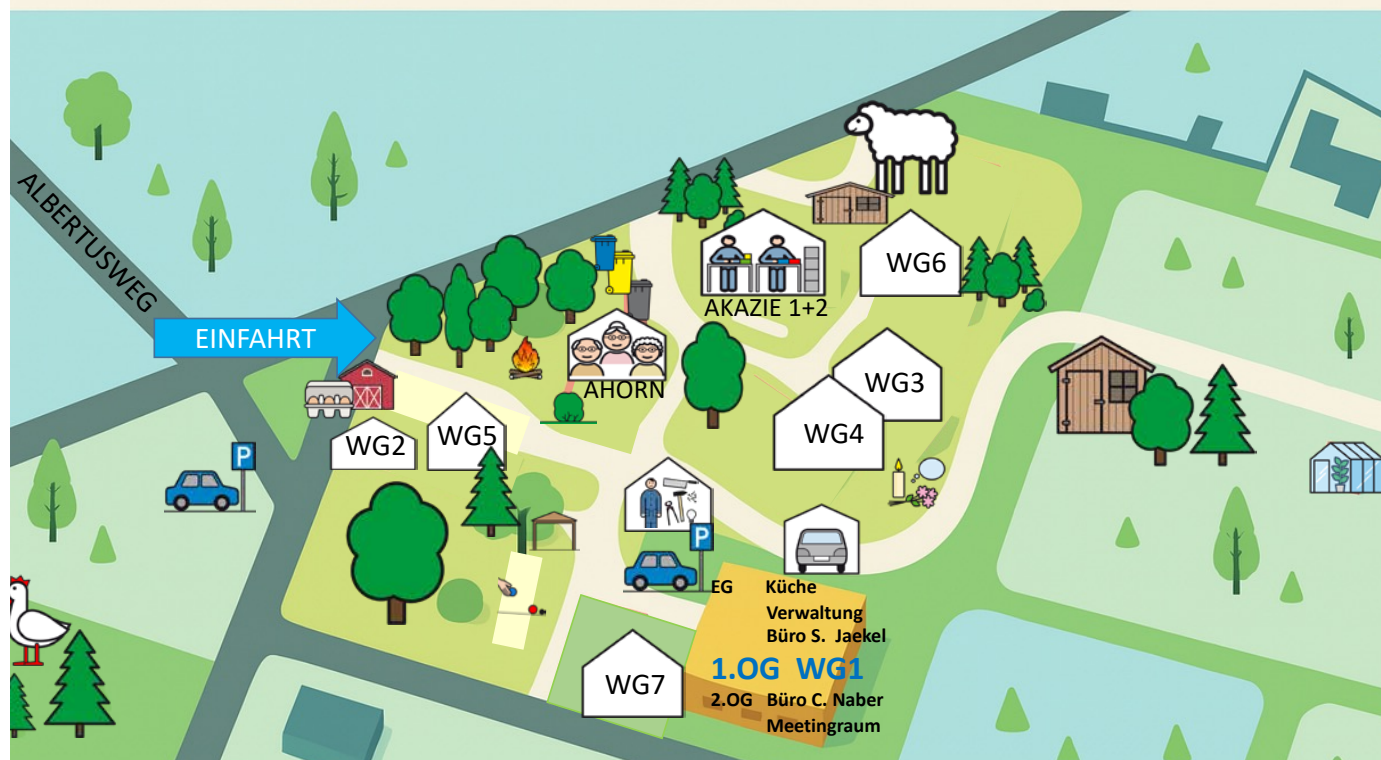 ALBERTUSWEG
EINFAHRT
WG6
AKAZIE 1+2
AHORN
WG3
WG4
WG2
WG5
P
P
EG Küche
Verwaltung
Büro S. Jaekel
1.OG WG1
2.OG Büro C. Naber
Meetingraum
WG7